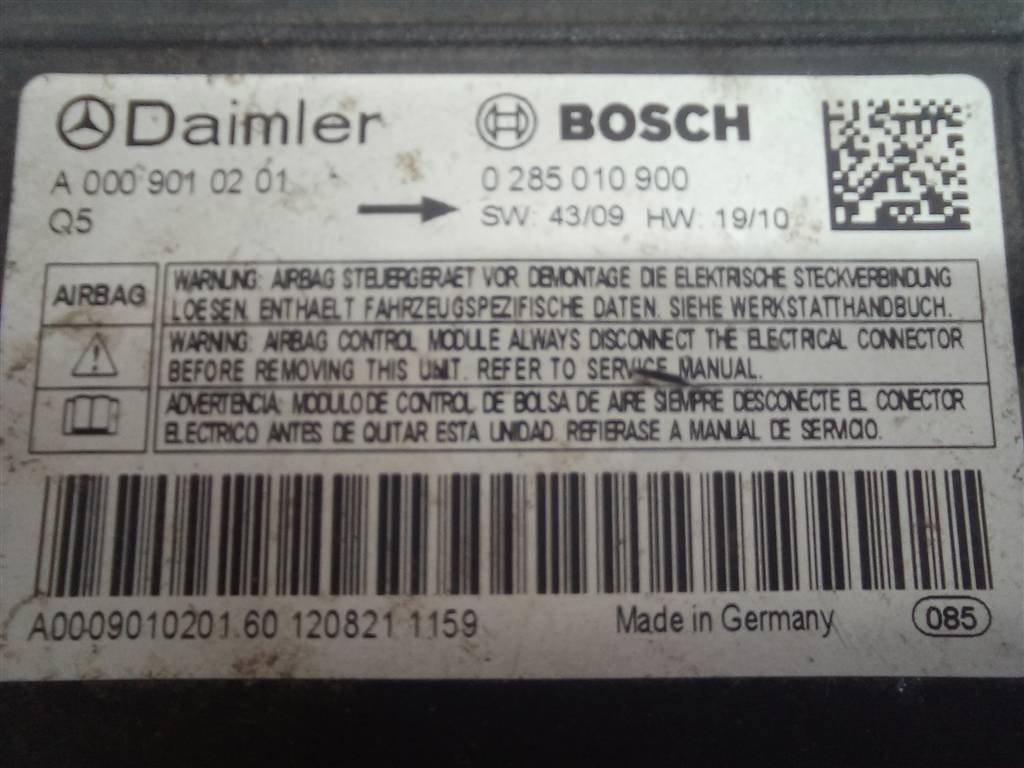 Daimler
A 000 901 02 01
Q5
BOSCH
0 285 010 900
SW: 43/09 HW: 19/10
AIRBAG
WARNUNG: AIRBAG STEUERGERAET VOR DEMONTAGE DIE ELEKTRISCHE STECKVERBINDUNG
LOESEN. ENTHAELT FAHRZEUGSPEZIFISCHE DATEN. SIEHE WERKSTATTHANDBUCH.
WARNING: AIRBAG CONTROL MODULE ALWAYS DISCONNECT THE ELECTRICAL CONNECTOR
BEFORE REMOVING THIS UNIT. REFER TO SERVICE MANUAL.
ADVERTENCIA: MODULO DE CONTROL DE BOLSA DE AIRE SIEMPRE DESCONECTE EL CONECTOR
ELECTRICO ANTES DE QUITAR ESTA UNIDAD. REFIERASE A MANUAL DE SERVICIO.
A0009010201.60 120821 1159
Made in Germany
085